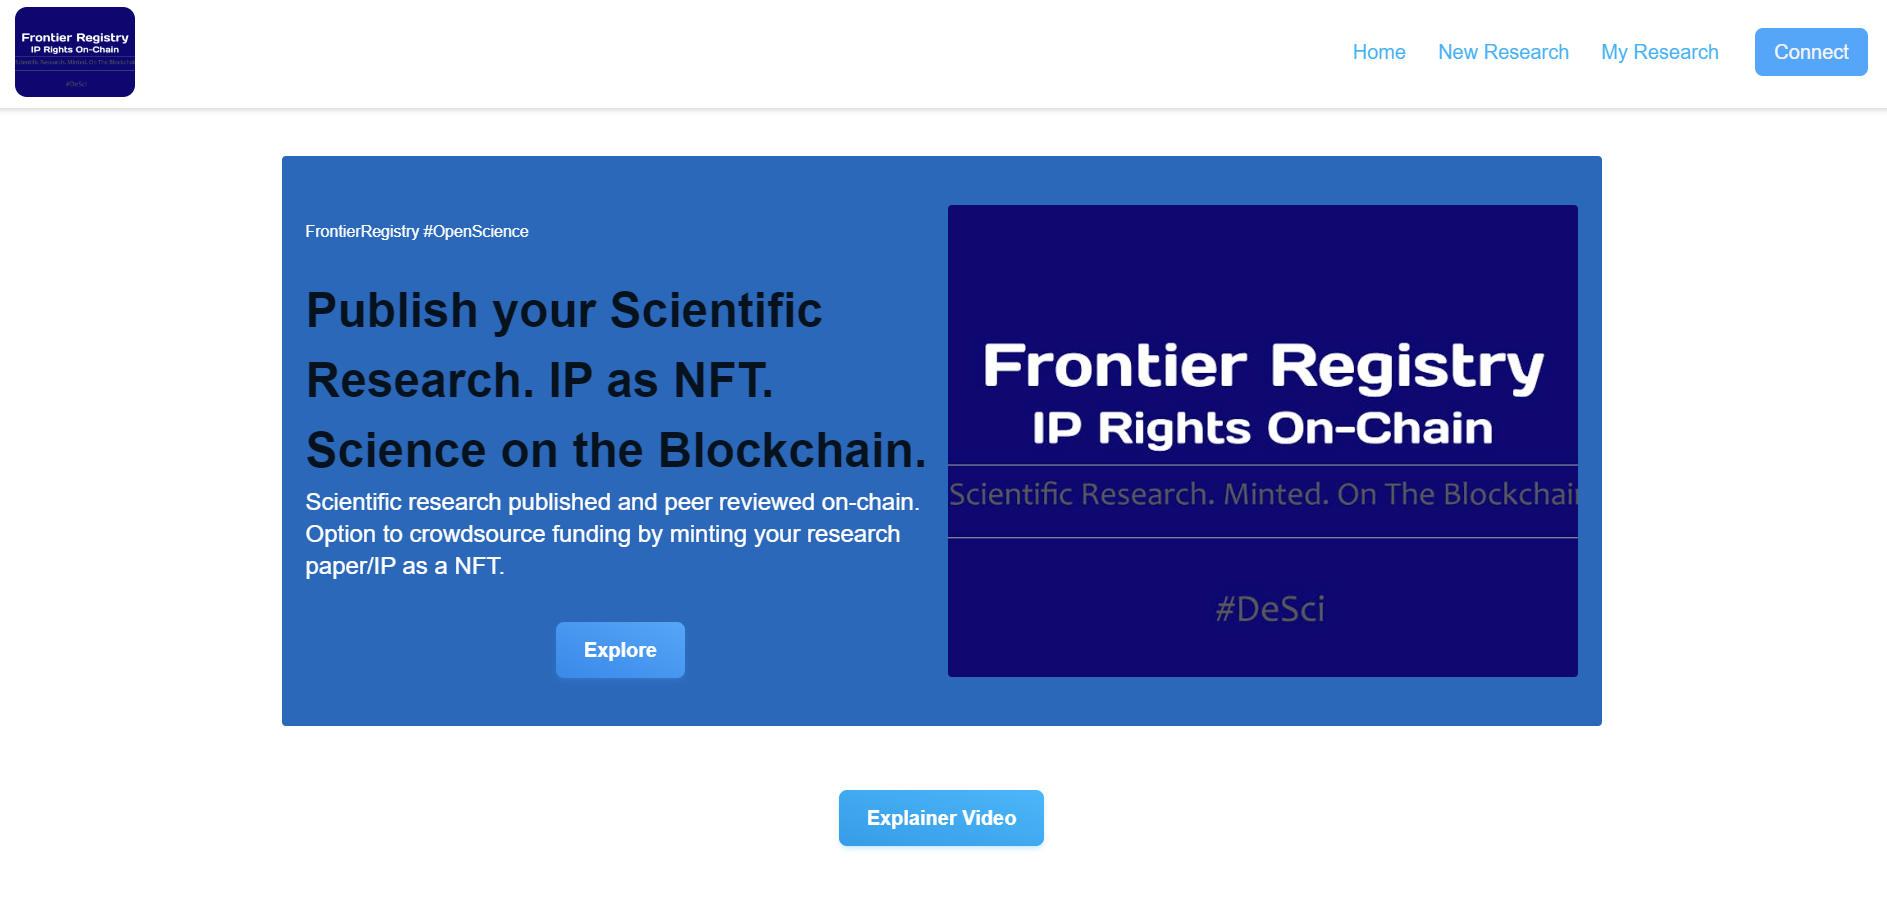 Frontier Registry
IP Rights On-Chain
Scientific Research. Minted. On The Blockchai
#DeSci
Home
New Research
My Research
Connect
FrontierRegistry #OpenScience
Publish your Scientific
Research. IP as NFT.
Science on the Blockchain.
Scientific research published and peer reviewed on-chain.
Option to crowdsource funding by minting your research
paper/IP as a NFT.
Explore
Frontier Registry
IP Rights On-Chain
Scientific Research. Minted. On The Blockchain
#DeSci
Explainer Video